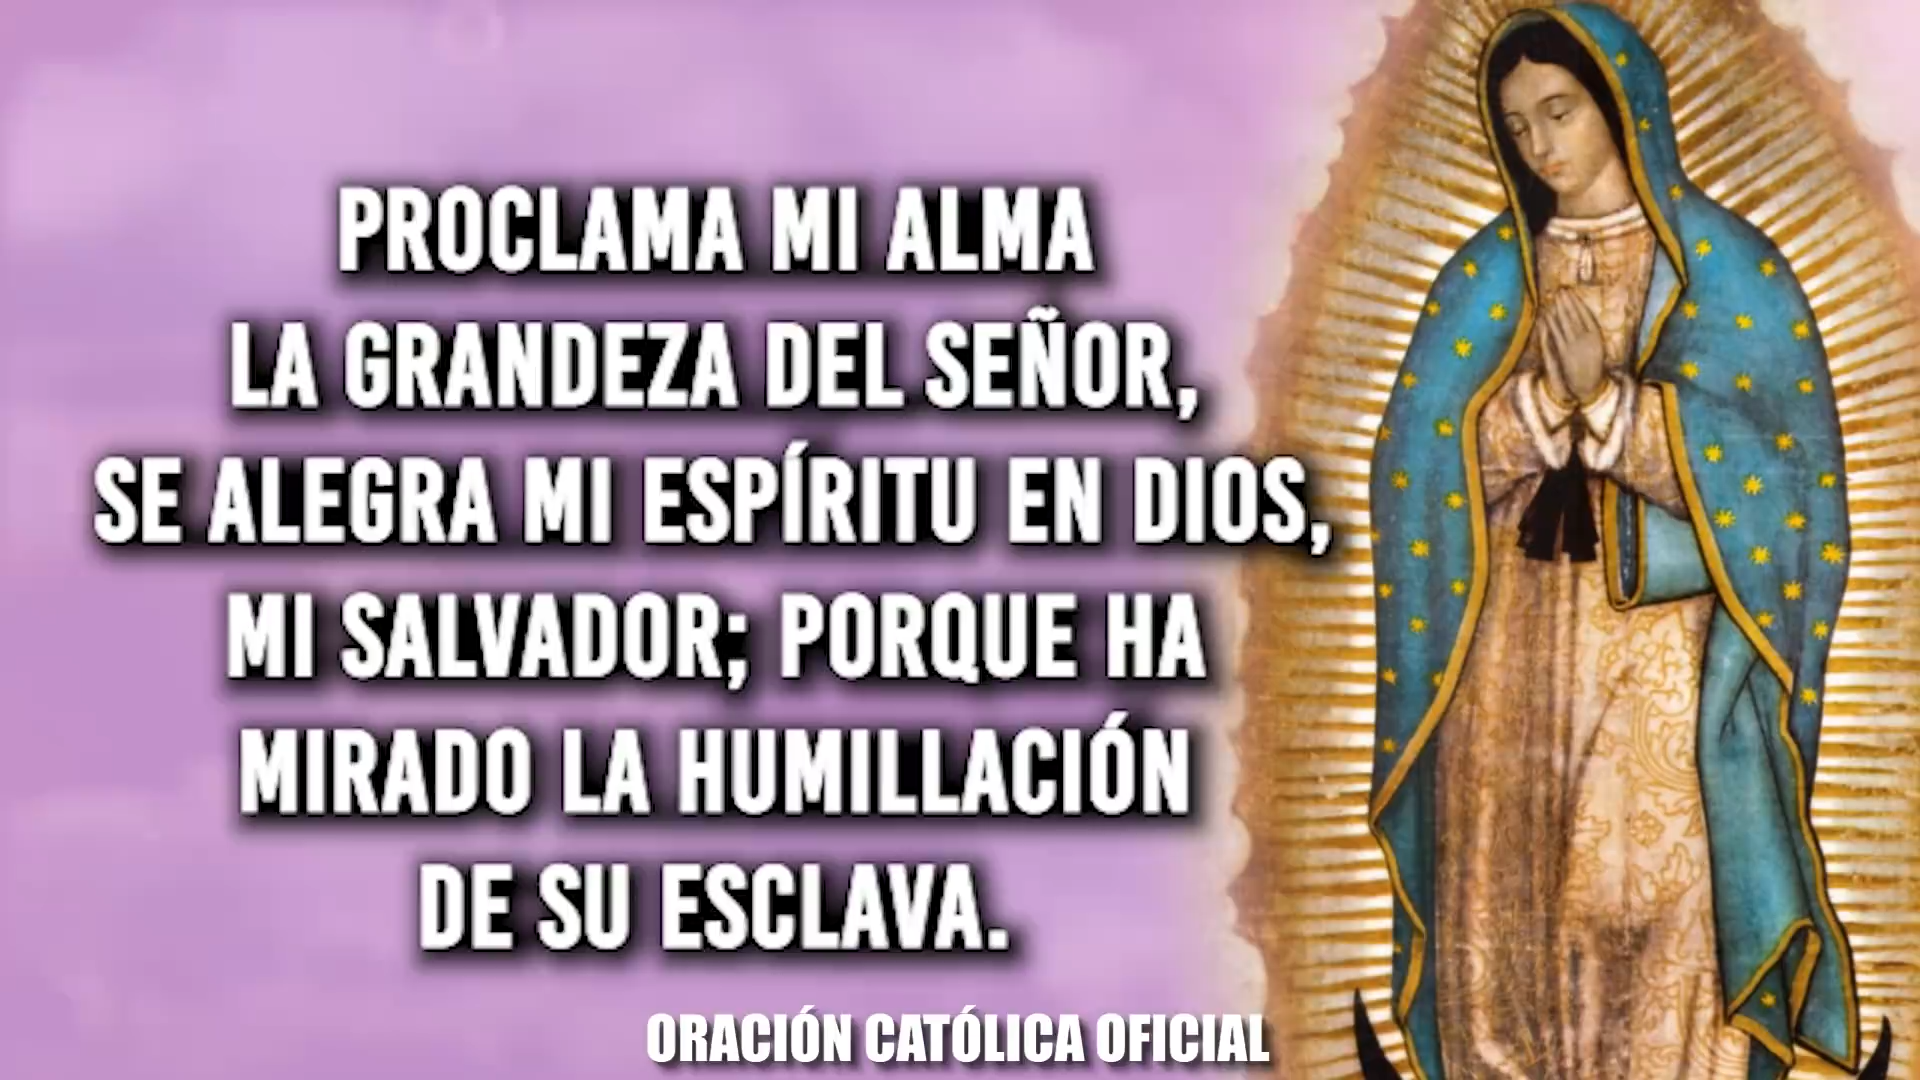 PROCLAMA MI ALMA
LA GRANDEZA DEL SEÑOR,
SE ALEGRA MI ESPÍRITU EN DIOS,
MI SALVADOR; PORQUE HA
MIRADO LA HUMILLACIÓN
DE SU ESCLAVA.
ORACIÓN CATÓLICA OFICIAL